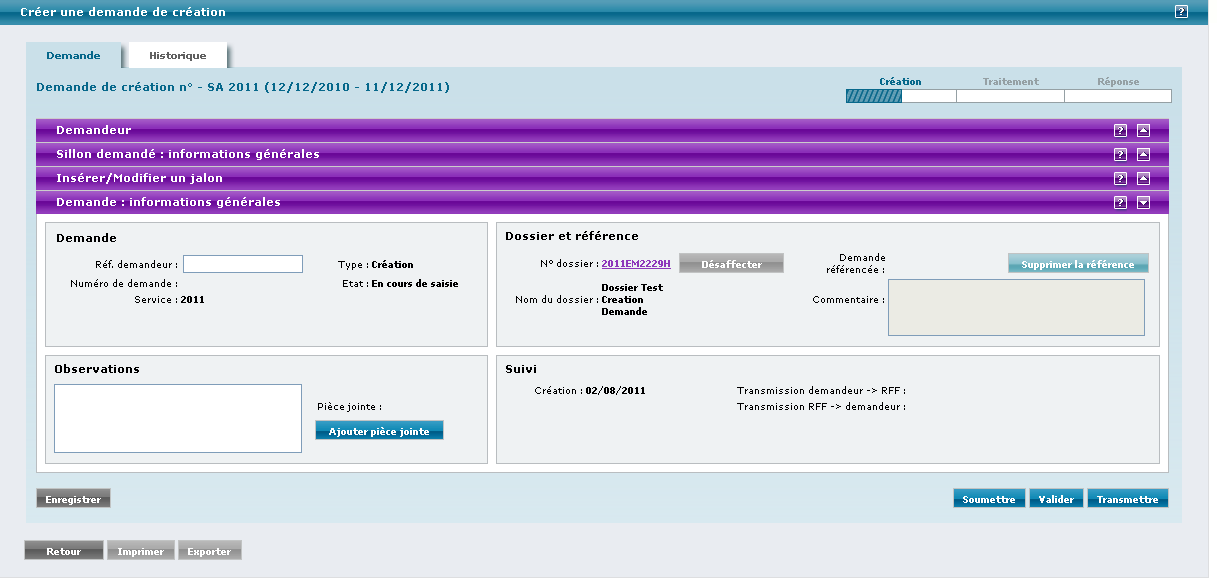 Créer une demande de création ?
Demande Historique
Demande de création n° - SA 2011 (12/12/2010 - 11/12/2011)
Création Traitement Réponse
Demandeur ?
Sillon demandé : informations générales ?
Insérer/Modifier un jalon ?
Demande : informations générales ?
Demande
Réf. demandeur : Type : Création
Numéro de demande : Etat : En cours de saisie
Service : 2011
Dossier et référence
N° dossier : 2011EM2229H Désaffecter
Demande
référencée : Supprimer la référence
Dossier Test
Nom du dossier : Creation
Demande
Commentaire :
Observations
Pièce jointe :
Ajouter pièce jointe
Suivi
Création : 02/08/2011 Transmission demandeur -> RFF :
Transmission RFF -> demandeur :
Enregistrer Soumettre Valider Transmettre
Retour Imprimer Exporter